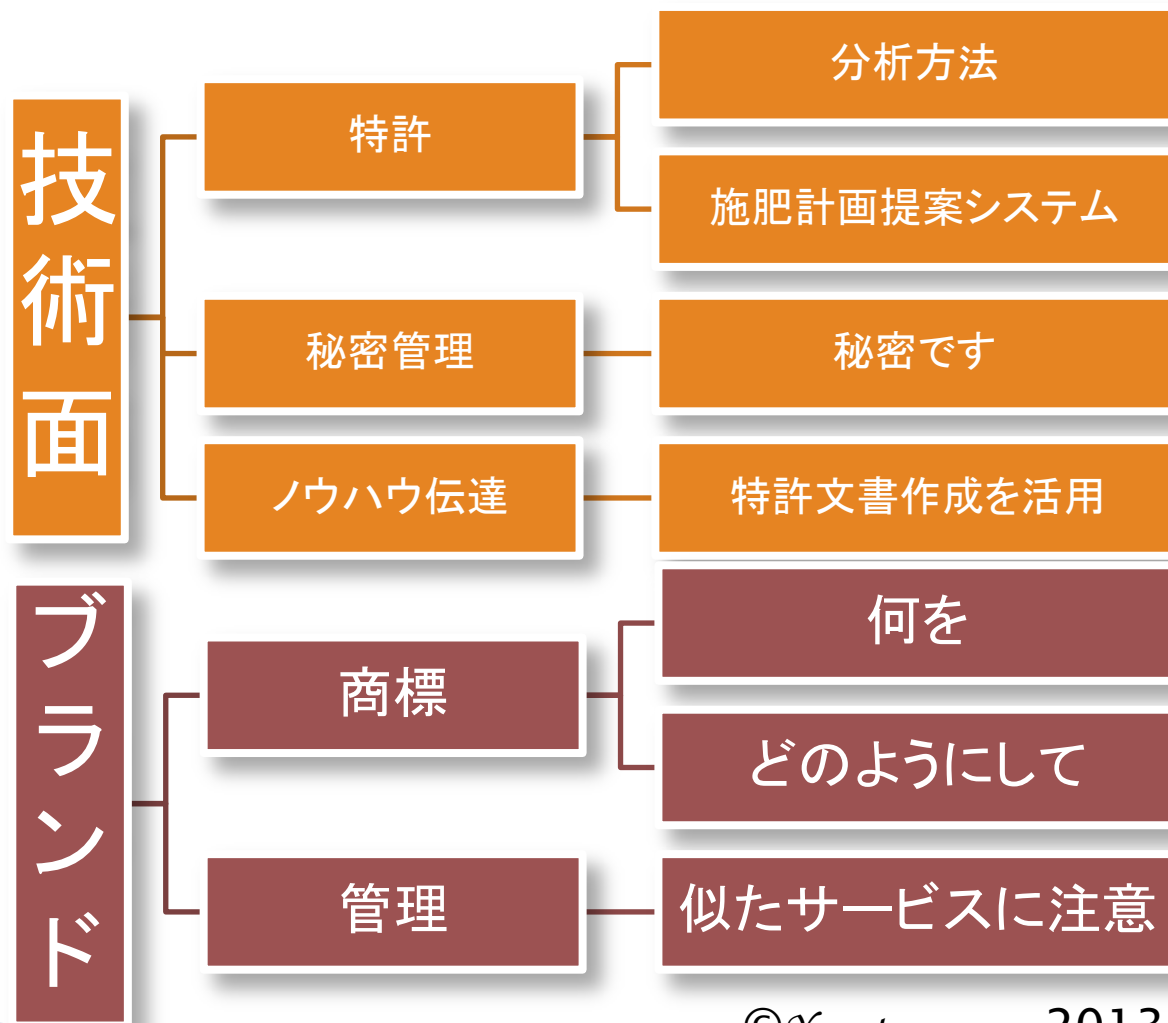 技術面
特許
分析方法
施肥計画提案システム
秘密管理
秘密です
ノウハウ伝達
特許文書作成を活用
ブランド
商標
何を
どのようにして
管理
似たサービスに注意
© 2013